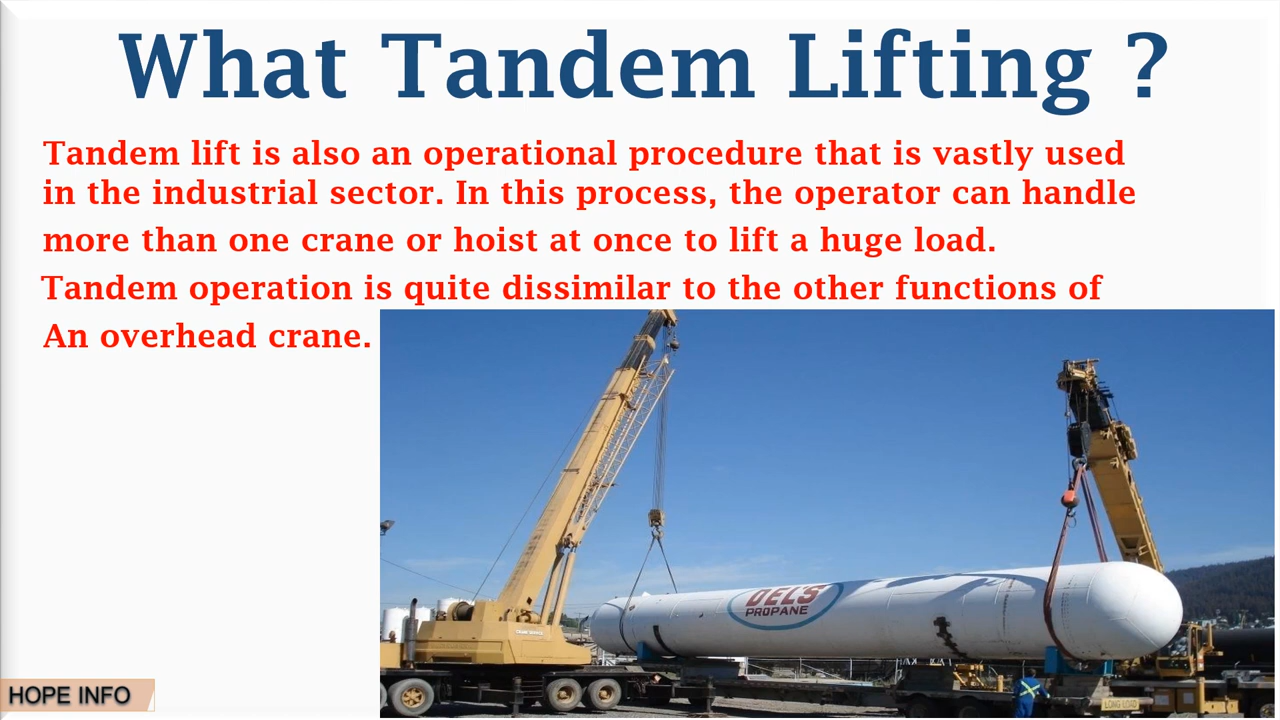 What Tandem Lifting ?
Tandem lift is also an operational procedure that is vastly used
in the industrial sector. In this process, the operator can handle
more than one crane or hoist at once to lift a huge load.
Tandem operation is quite dissimilar to the other functions of
An overhead crane.
DEL'S
PROPANE
LONG LOAD
HOPE INFO